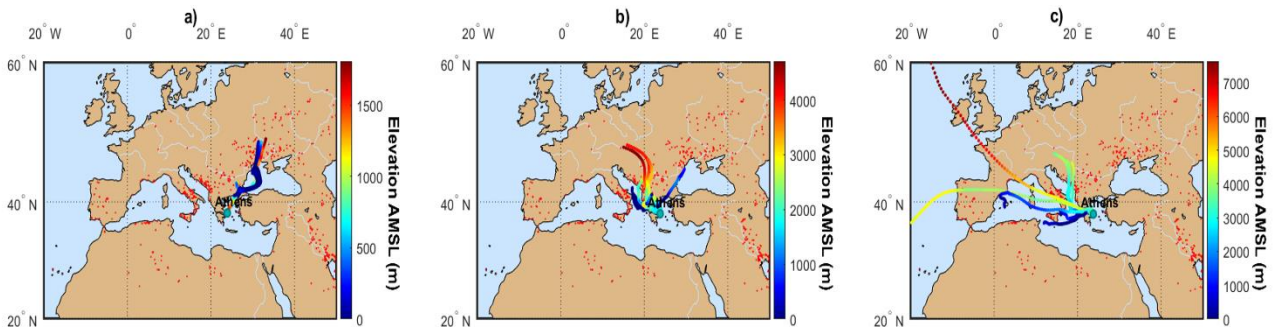 a)
20° W 0° 20° E 40° E
60° N
40° N
20° N
Athens
1500
1000
500
0
Elevation AMSL (m)
b)
20° W 0° 20° E 40° E
60° N
40° N
20° N
Athens
4000
3000
2000
1000
0
Elevation AMSL (m)
c)
20° W 0° 20° E 40° E
60° N
40° N
20° N
Athens
7000
6000
5000
4000
3000
2000
1000
0
Elevation AMSL (m)